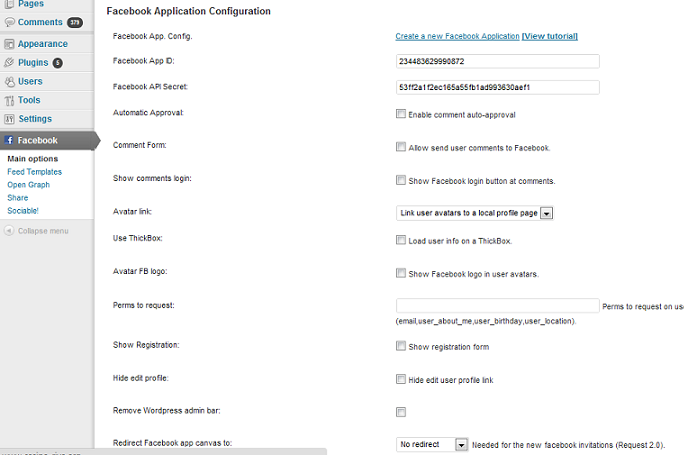 Pages
Comments 379
Appearance
Plugins 5
Users
Tools
Settings
Facebook
Main options
Feed Templates
Open Graph
Share
Sociable!
Collapse menu
Facebook Application Configuration
Facebook App. Config. Create a new Facebook Application [View tutorial]
Facebook App ID: 234483629990872
Facebook API Secret: 53ff2a1f2ec165a55fb1ad993630aef1
Automatic Approval: Enable comment auto-approval
Comment Form: Allow send user comments to Facebook.
Show comments login: Show Facebook login button at comments.
Avatar link: Link user avatars to a local profile page
Use ThickBox: Load user info on a ThickBox.
Avatar FB logo: Show Facebook logo in user avatars.
Perms to request: Perms to request on us
(email,user_about_me,user_birthday,user_location).
Show Registration: Show registration form
Hide edit profile: Hide edit user profile link
Remove Wordpress admin bar:
Redirect Facebook app canvas to: No redirect Needed for the new facebook invitations (Request 2.0).